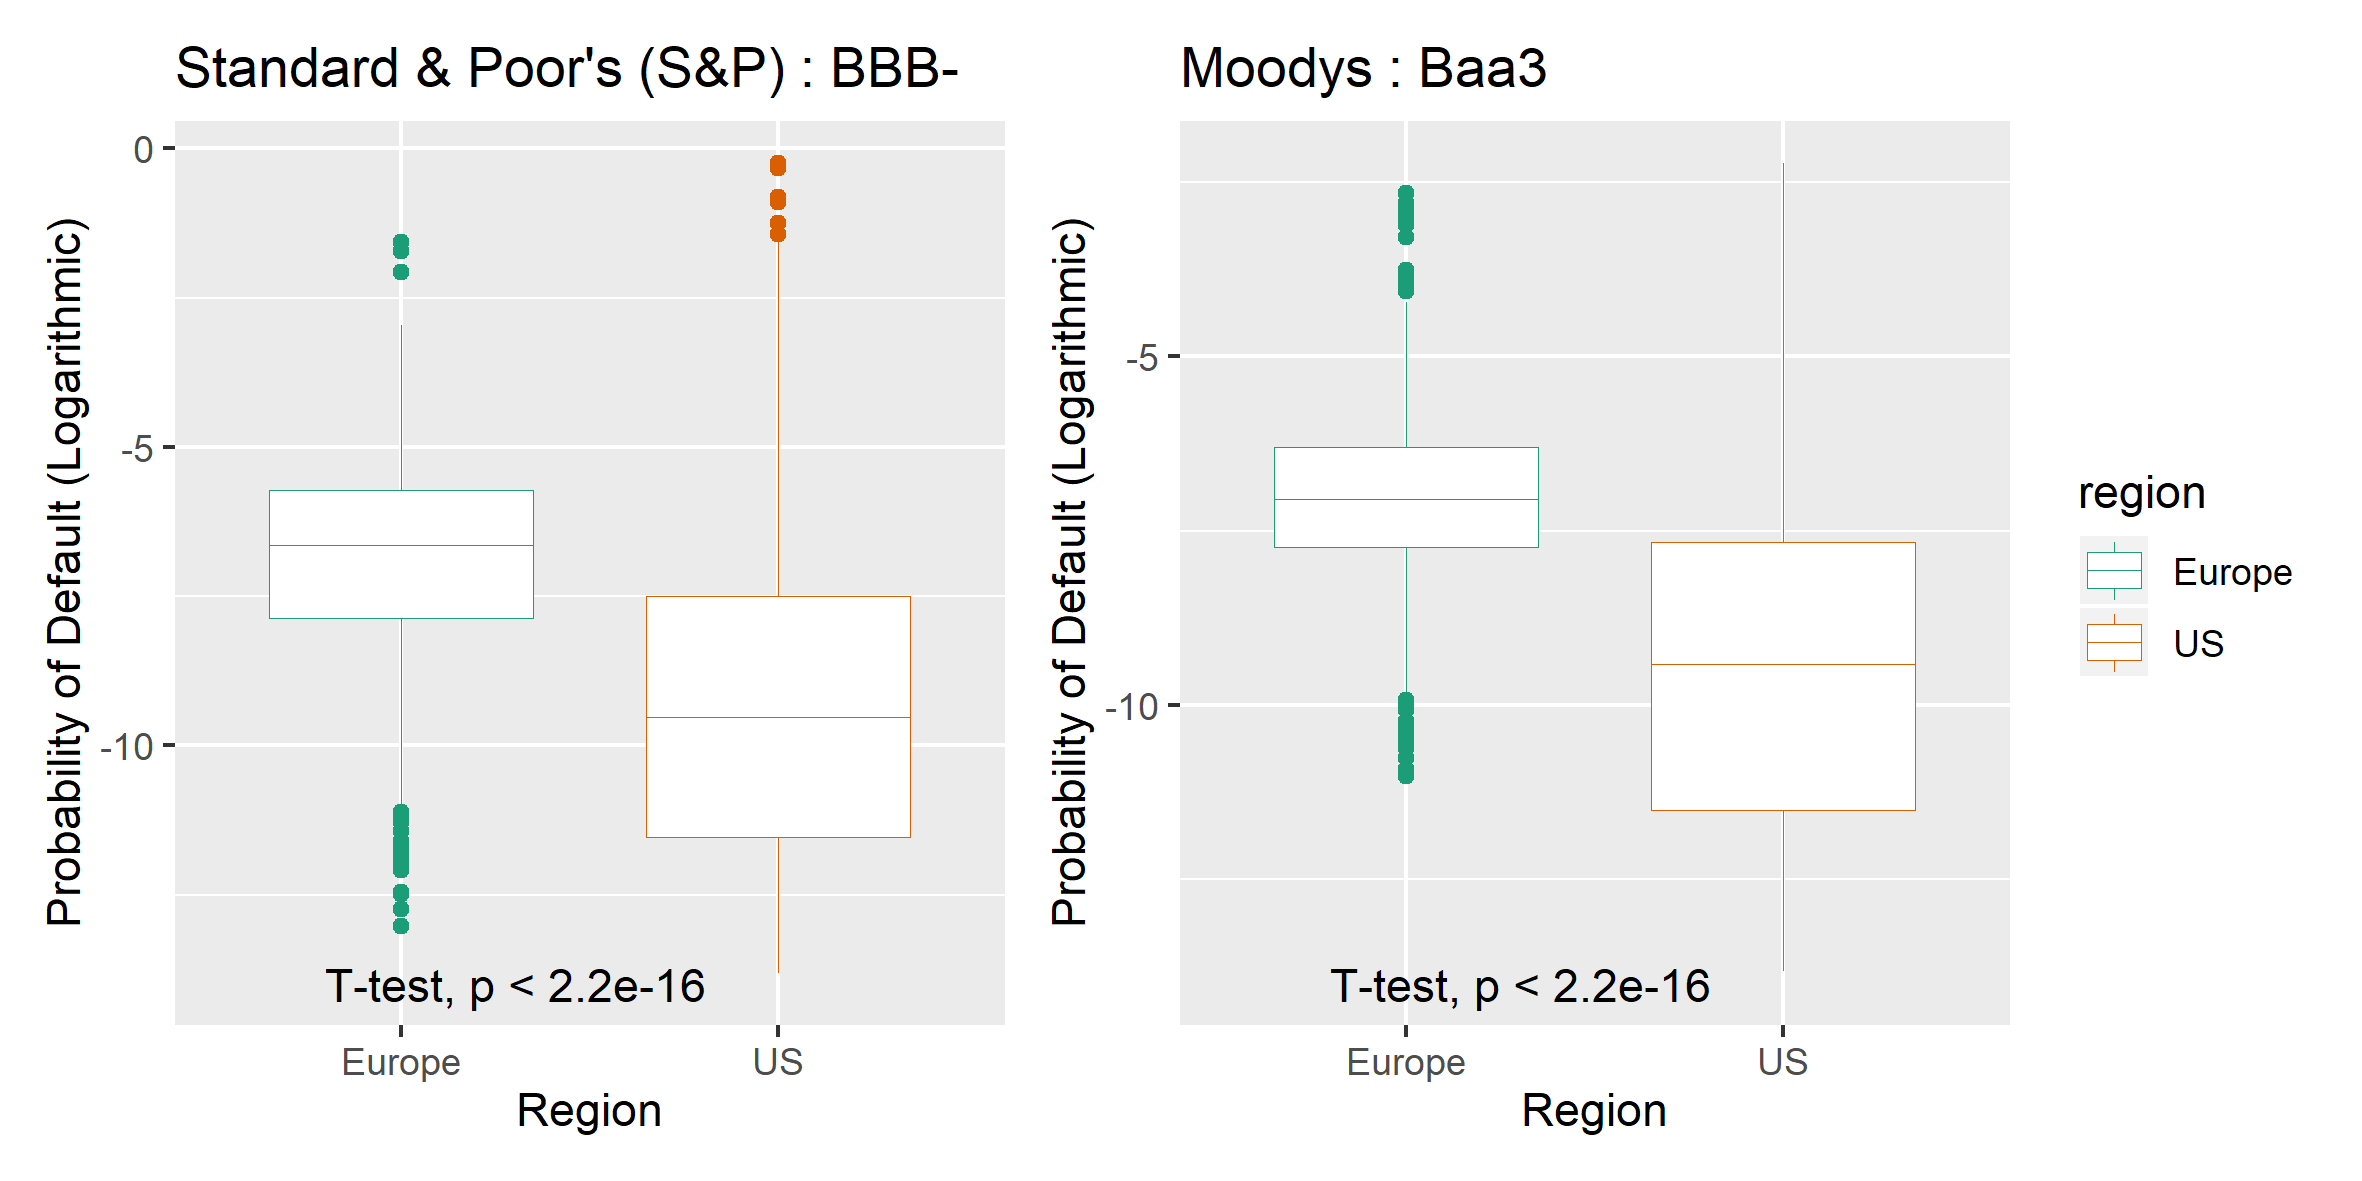 Standard & Poor's (S&P) : BBB-
Probability of Default (Logarithmic)
0
-5
-10
T-test, p < 2.2e-16
Europe
US
Region
Moodys : Baa3
Probability of Default (Logarithmic)
-5
-10
T-test, p < 2.2e-16
Europe
US
Region
region
Europe
US